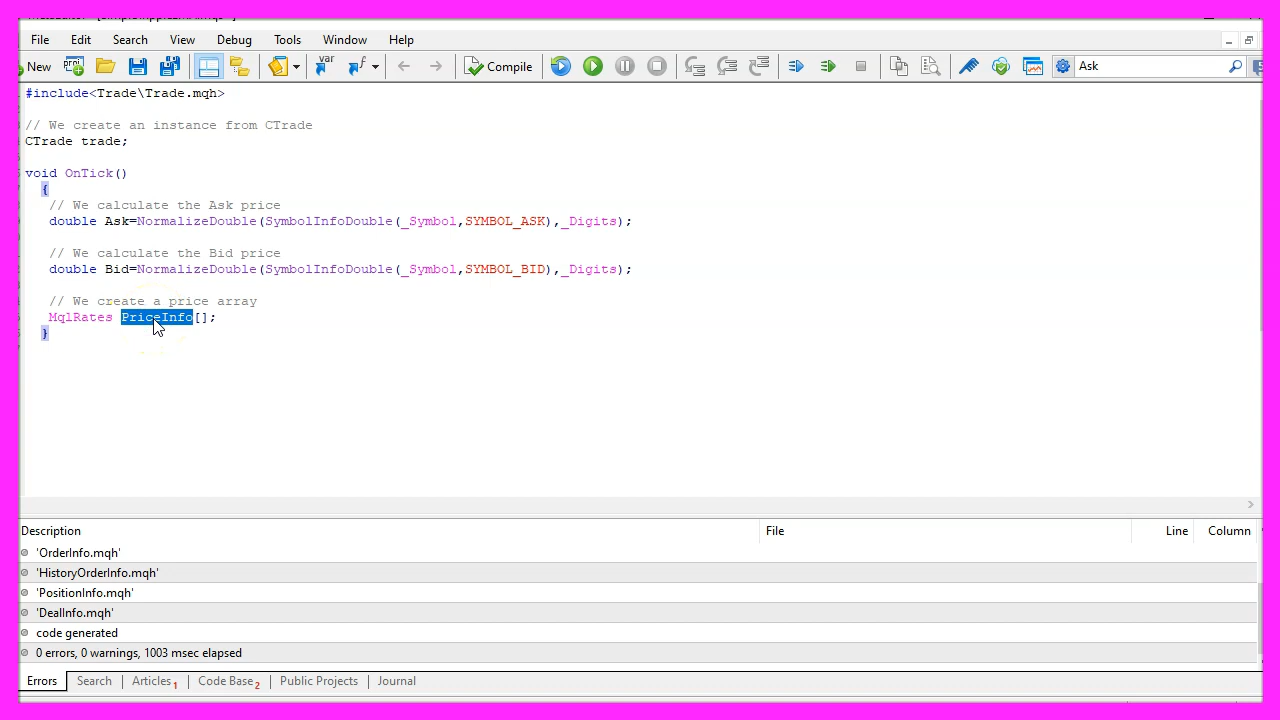 File Edit Search View Debug Tools Window Help
New Compile Ask
#include<Trade\Trade.mqh>
// We create an instance from CTrade
CTrade trade;
void OnTick()
{
// We calculate the Ask price
double Ask=NormalizeDouble(SymbolInfoDouble(_Symbol,SYMBOL_ASK),_Digits);
// We calculate the Bid price
double Bid=NormalizeDouble(SymbolInfoDouble(_Symbol,SYMBOL_BID),_Digits);
// We create a price array
MqlRates PriceInfo[];
}
Description File Line Column
'OrderInfo.mqh'
'HistoryOrderInfo.mqh'
'PositionInfo.mqh'
'DealInfo.mqh'
code generated
0 errors, 0 warnings, 1003 msec elapsed
Errors Search Articles 1 Code Base 2 Public Projects Journal